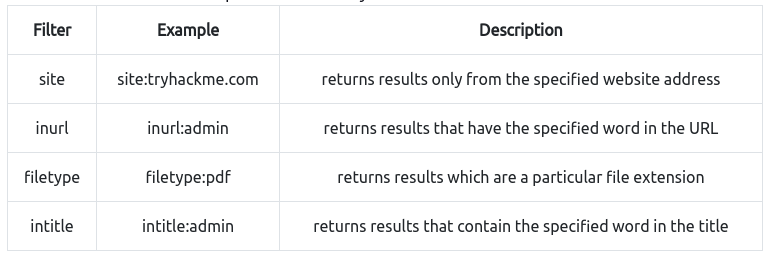 Filter Example Description
site site:tryhackme.com returns results only from the specified website address
inurl inurl:admin returns results that have the specified word in the URL
filetype filetype:pdf returns results which are a particular file extension
intitle intitle:admin returns results that contain the specified word in the title